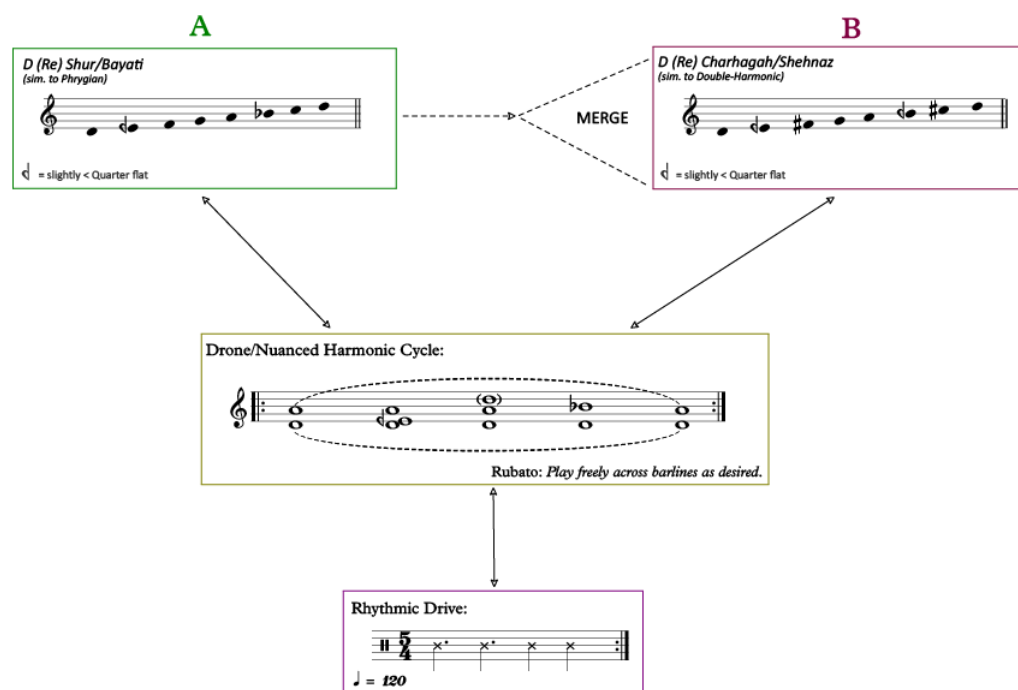 A
B
D (Re) Shur/Bayati
(sim. to Phrygian)
= slightly < Quarter flat
MERGE
D (Re) Charhagah/Shehnaz
(sim. to Double-Harmonic)
= slightly < Quarter flat
Drone/Nuanced Harmonic Cycle:
Rubato: Play freely across barlines as desired.
Rhythmic Drive:
5
4
♩ = 120